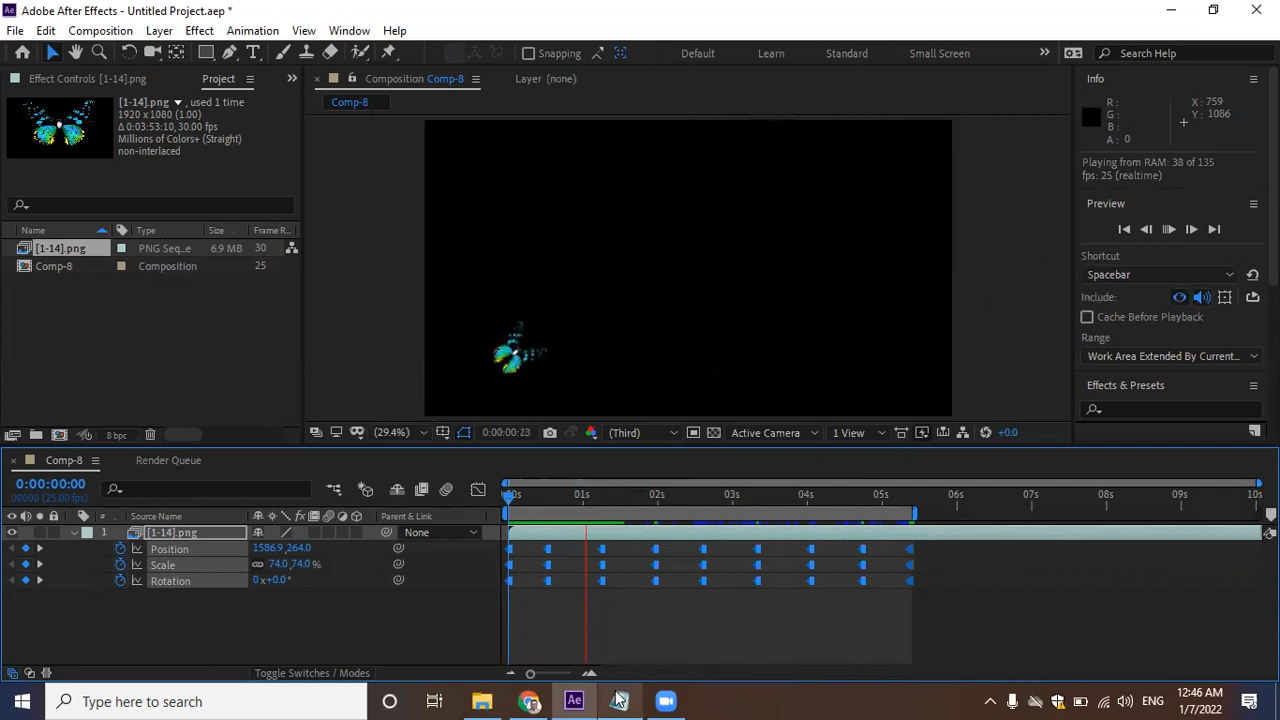 Adobe After Effects - Untitled Project.aep *
File Edit Composition Layer Effect Animation View Window Help
Snapping Default Learn Standard Small Screen Search Help
Effect Controls [1-14].png Project
[1-14].png , used 1 time
1920 x 1080 (1.00)
Δ 0:03:53:10, 30.00 fps
Millions of Colors+ (Straight)
non-interlaced
Name Type Size Frame R...
[1-14].png PNG Seq...e 6.9 MB 30
Comp-8 Composition 25
8 bpc
Composition Comp-8 Layer (none)
Comp-8
(29.4%) 0:00:00:23 (Third) Active Camera 1 View +0.0
Info
R :
G :
B :
A : 0
X : 759
Y : 1086
Playing from RAM: 38 of 135
fps: 25 (realtime)
Preview
Shortcut
Spacebar
Include:
Cache Before Playback
Range
Work Area Extended By Current...
Effects & Presets
Comp-8 Render Queue
0:00:00:00
00000 (25.00 fps)
# Source Name Parent & Link
1 [1-14].png None
Position 1586.9,264.0
Scale 74.0,74.0 %
Rotation 0 x+0.0°
:00s 01s 02s 03s 04s 05s 06s 07s 08s 09s 10s
Toggle Switches / Modes
Type here to search
ENG
12:46 AM
1/7/2022